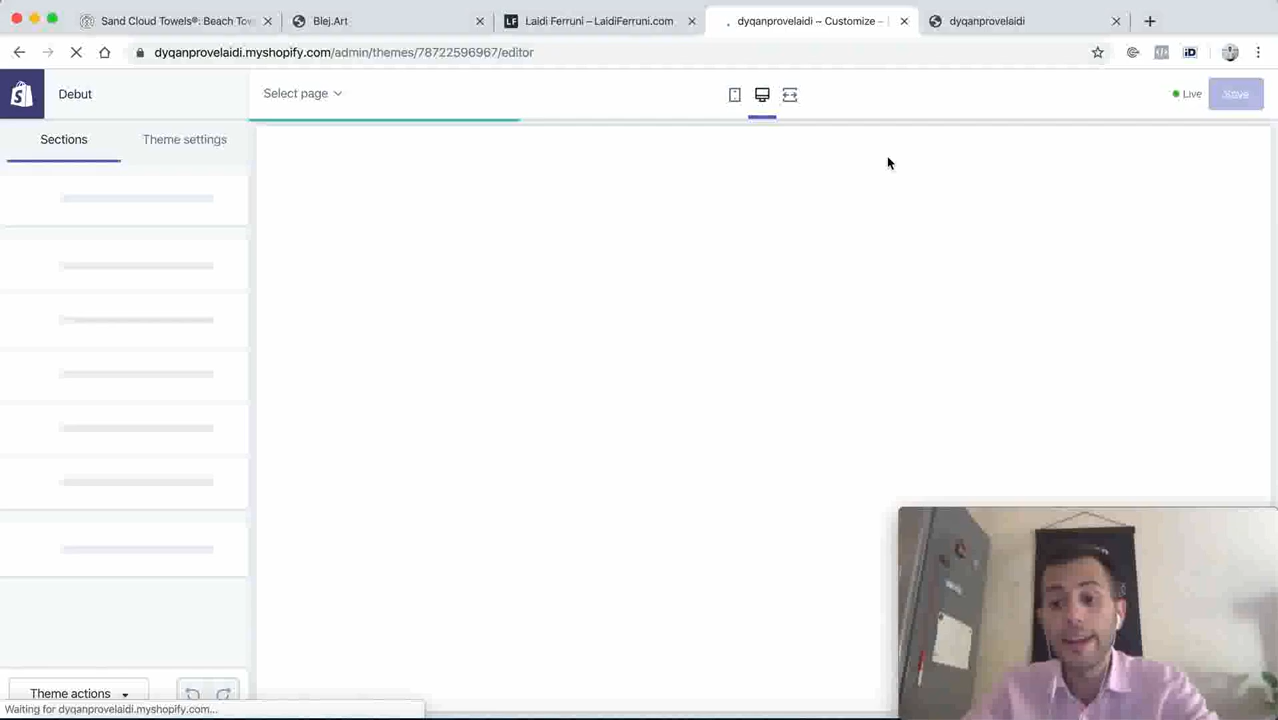 Sand Cloud Towels®: Beach Tow
Blej.Art
LF Laidi Ferruni – LaidiFerruni.com
dyqanprovelaidi ~ Customize ~
dyqanprovelaidi
dyqanprovelaidi.myshopify.com/admin/themes/78722596967/editor
iD
Debut
Select page
Live
Save
Sections
Theme settings
Theme actions
Waiting for dyqanprovelaidi.myshopify.com...